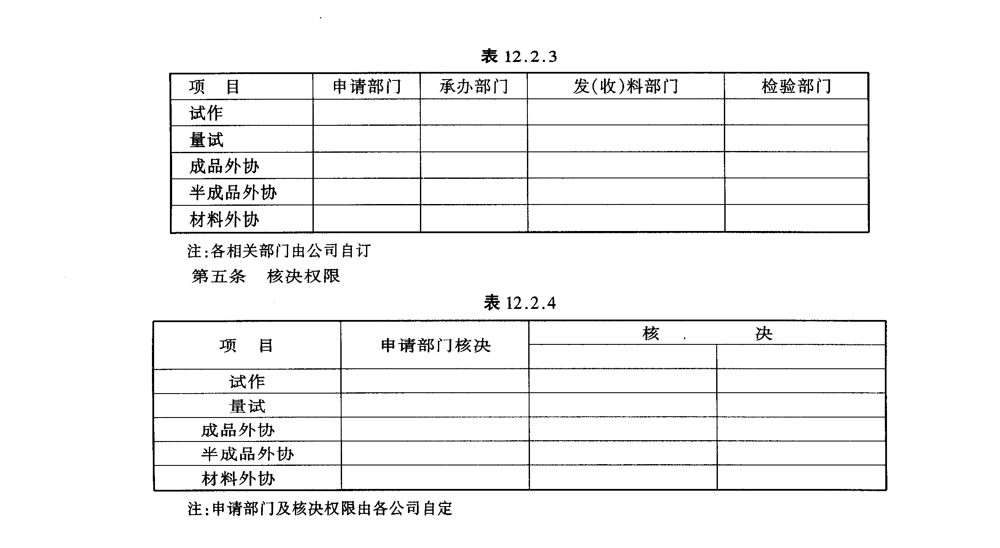 表 12.2.3
项 目 申请部门 承办部门 发(收)料部门 检验部门
试作
量试
成品外协
半成品外协
材料外协
注:各相关部门由公司自订
第五条 核决权限
表 12.2.4
项 目 申请部门核决 核 决
试作
量试
成品外协
半成品外协
材料外协
注:申请部门及核决权限由各公司自定